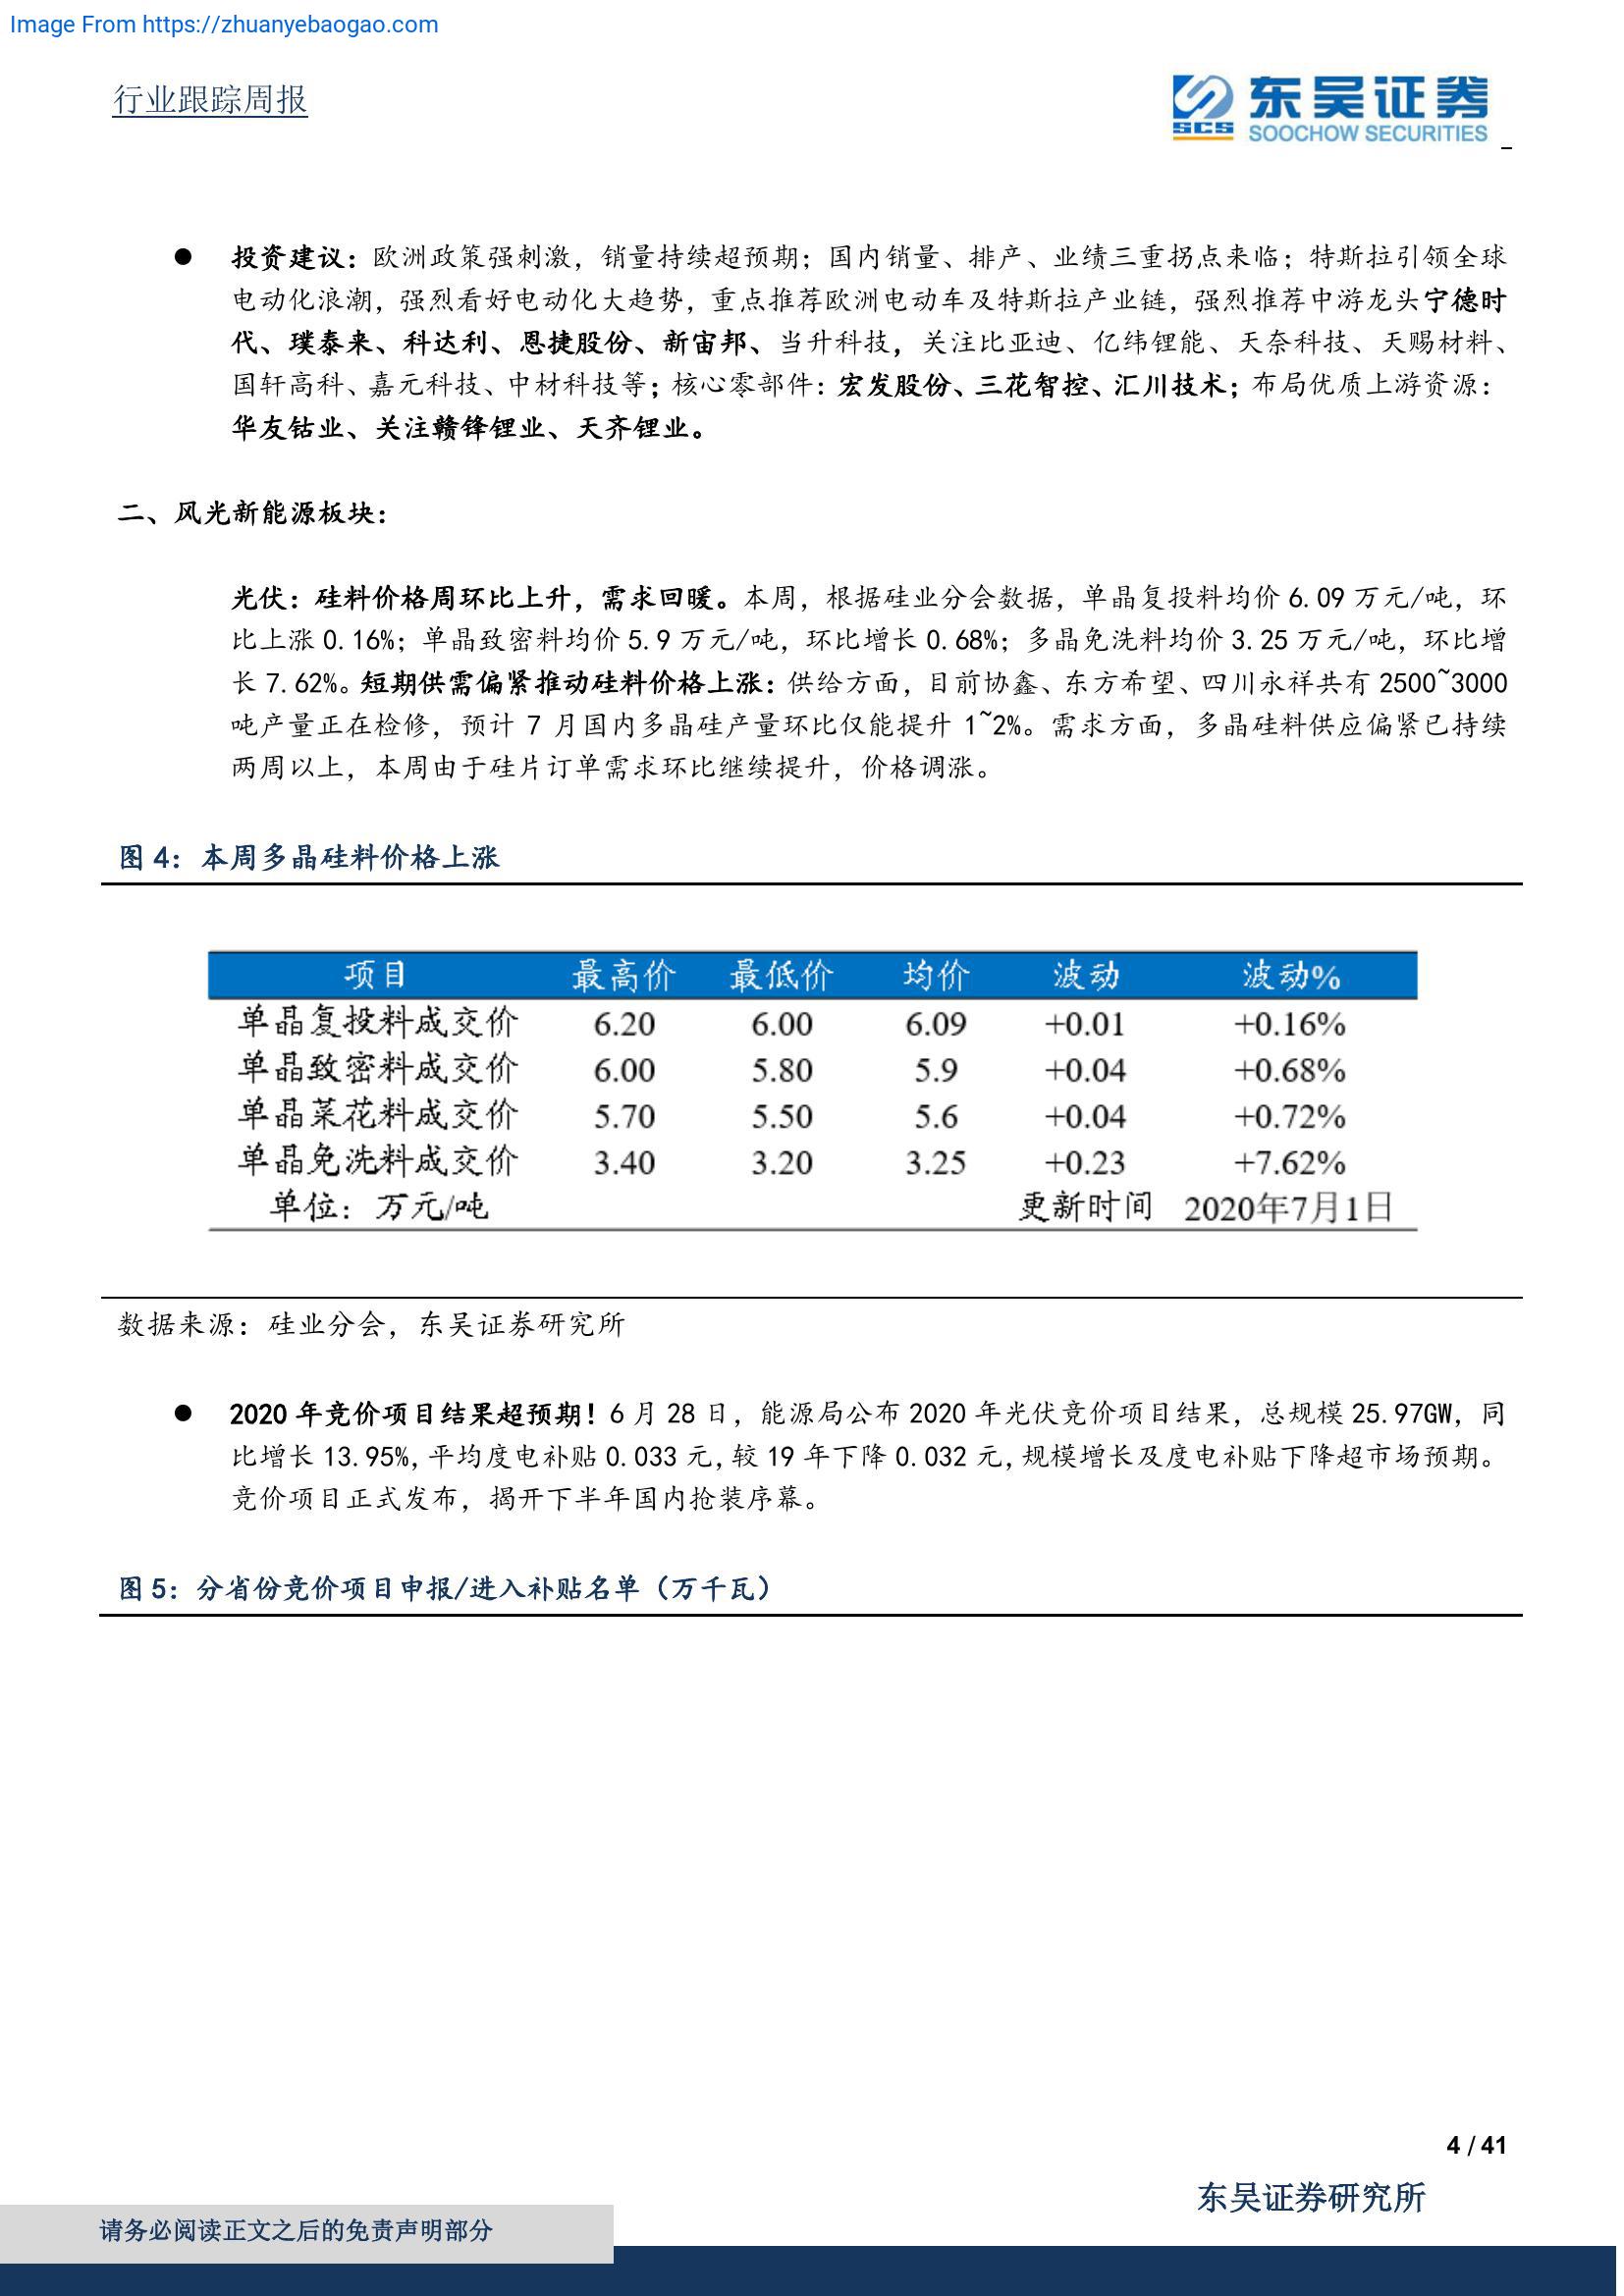 Image From https://zhuanyebaogao.com
行业跟踪周报
SCS 东吴证券
SOOCHOW SECURITIES
● 投资建议：欧洲政策强刺激，销量持续超预期；国内销量、排产、业绩三重拐点来临；特斯拉引领全球
电动化浪潮，强烈看好电动化大趋势，重点推荐欧洲电动车及特斯拉产业链，强烈推荐中游龙头宁德时
代、璞泰来、科达利、恩捷股份、新宙邦、当升科技，关注比亚迪、亿纬锂能、天奈科技、天赐材料、
国轩高科、嘉元科技、中材科技等；核心零部件：宏发股份、三花智控、汇川技术；布局优质上游资源：
华友钴业、关注赣锋锂业、天齐锂业。
二、风光新能源板块：
光伏：硅料价格周环比上升，需求回暖。本周，根据硅业分会数据，单晶复投料均价 6.09 万元/吨，环
比上涨 0.16%；单晶致密料均价 5.9 万元/吨，环比增长 0.68%；多晶免洗料均价 3.25 万元/吨，环比增
长 7.62%。短期供需偏紧推动硅料价格上涨：供给方面，目前协鑫、东方希望、四川永祥共有 2500~3000
吨产量正在检修，预计 7 月国内多晶硅产量环比仅能提升 1~2%。需求方面，多晶硅料供应偏紧已持续
两周以上，本周由于硅片订单需求环比继续提升，价格调涨。
图 4：本周多晶硅料价格上涨
项目 最高价 最低价 均价 波动 波动%
单晶复投料成交价 6.20 6.00 6.09 +0.01 +0.16%
单晶致密料成交价 6.00 5.80 5.9 +0.04 +0.68%
单晶菜花料成交价 5.70 5.50 5.6 +0.04 +0.72%
单晶免洗料成交价 3.40 3.20 3.25 +0.23 +7.62%
单位：万元/吨 更新时间 2020年7月1日
数据来源：硅业分会，东吴证券研究所
● 2020 年竞价项目结果超预期！6 月 28 日，能源局公布 2020 年光伏竞价项目结果，总规模 25.97GW，同
比增长 13.95%,平均度电补贴 0.033 元,较 19 年下降 0.032 元,规模增长及度电补贴下降超市场预期。
竞价项目正式发布，揭开下半年国内抢装序幕。
图 5：分省份竞价项目申报/进入补贴名单（万千瓦）
4 / 41
东吴证券研究所
请务必阅读正文之后的免责声明部分